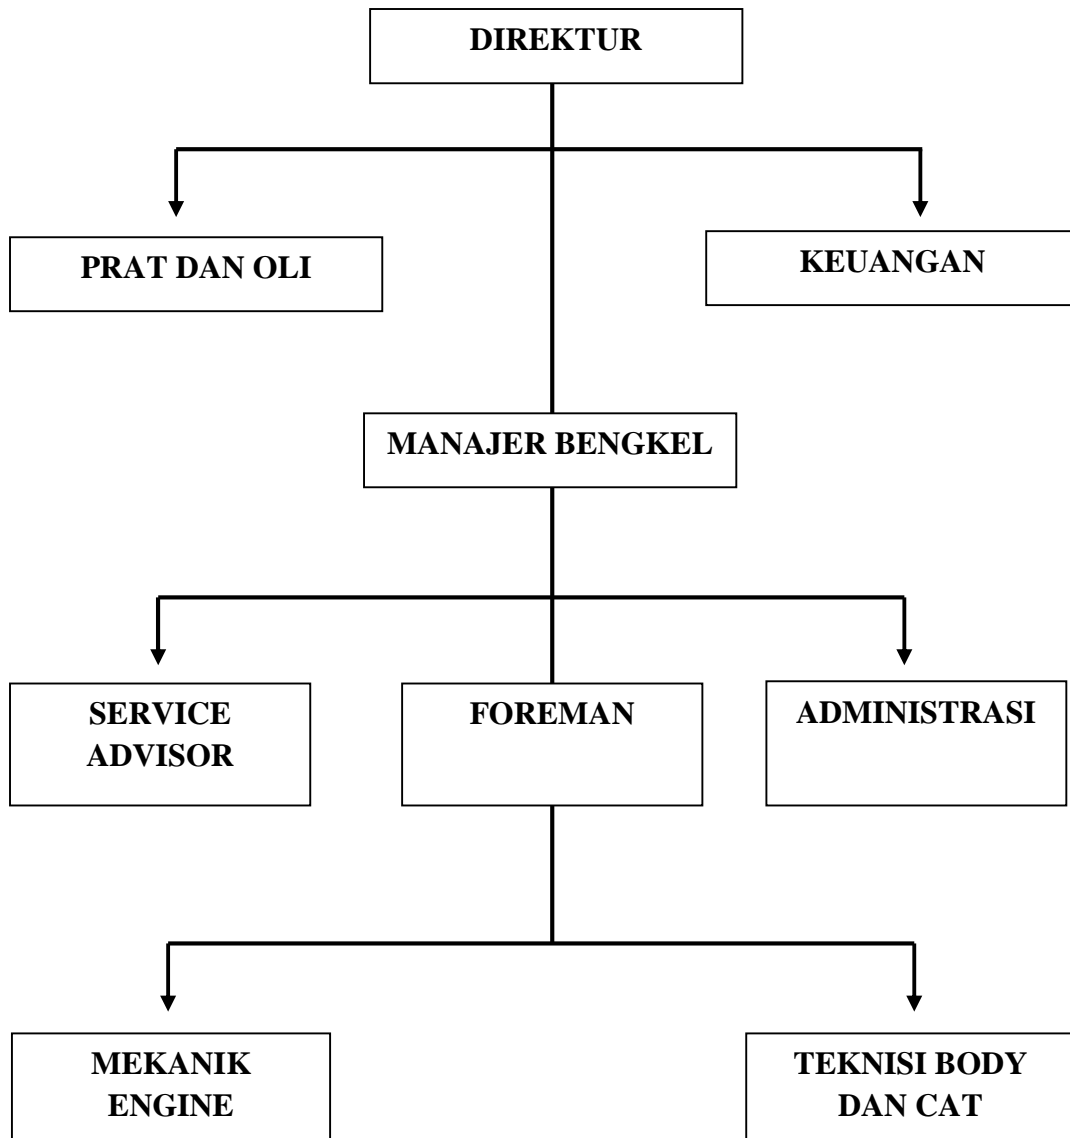 DIREKTUR
PRAT DAN OLI
KEUANGAN
MANAJER BENGKEL
SERVICE
ADVISOR
FOREMAN
ADMINISTRASI
MEKANIK
ENGINE
TEKNISI BODY
DAN CAT